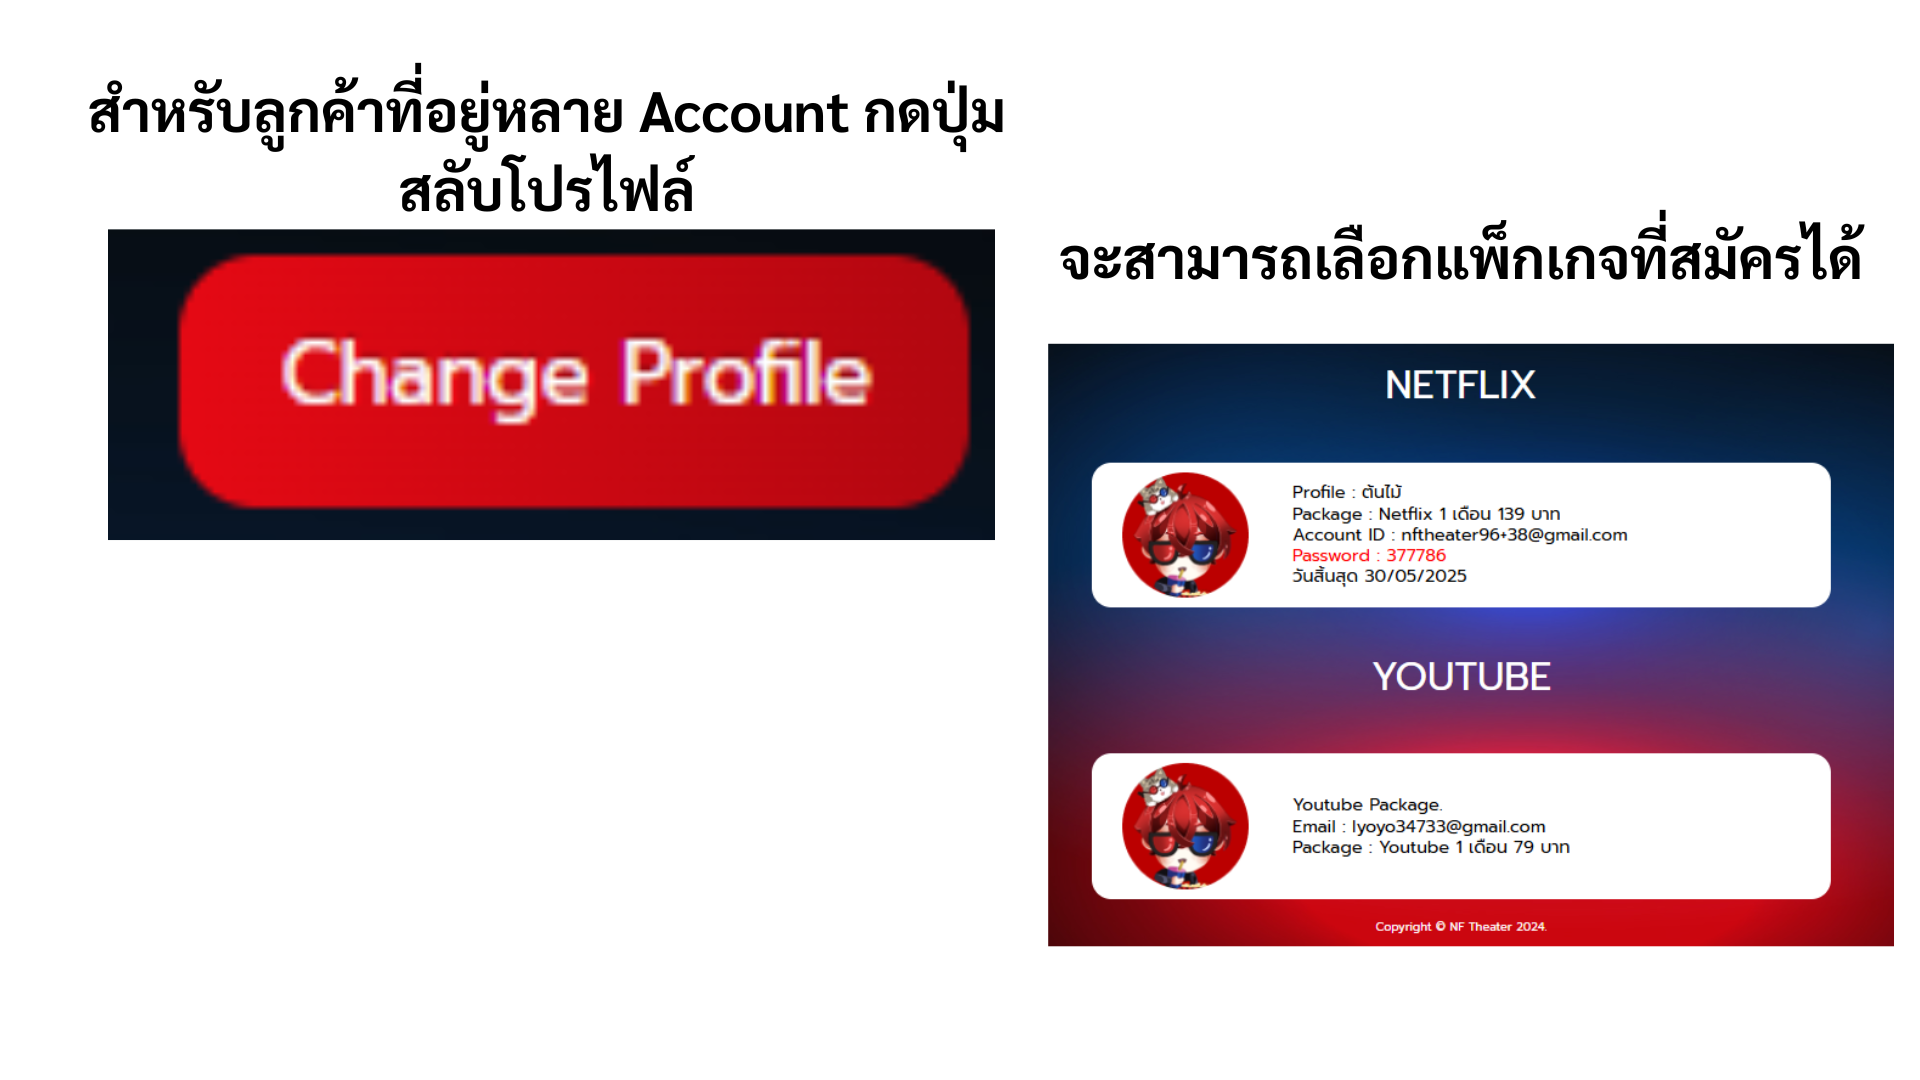 สำหรับลูกค้าที่อยู่หลาย Account กดปุ่ม
สลับโปรไฟล์
Change Profile
จะสามารถเลือกแพ็กเกจที่สมัครได้
NETFLIX
Profile : ต้นไม้
Package : Netflix 1 เดือน 139 บาท
Account ID : nftheater96+38@gmail.com
Password : 377786
วันสิ้นสุด 30/05/2025
YOUTUBE
Youtube Package.
Email : lyoyo34733@gmail.com
Package : Youtube 1 เดือน 79 บาท
Copyright © NF Theater 2024.